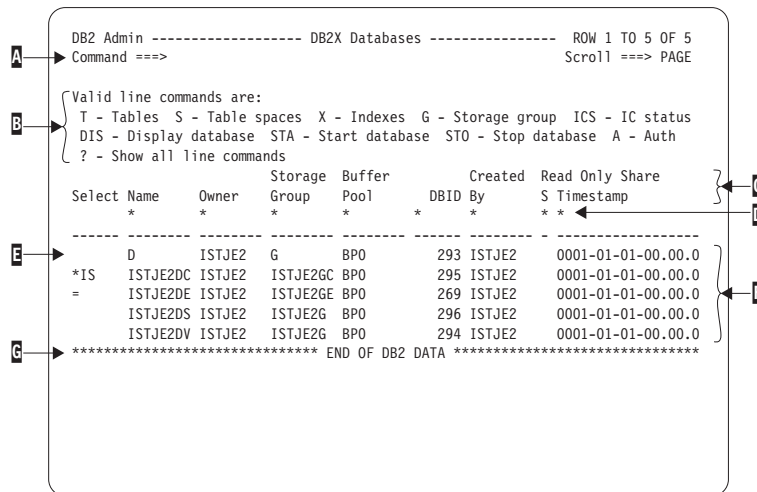 DB2 Admin ------------------- DB2X Databases ---------------- ROW 1 TO 5 OF 5
A Command ===> Scroll ===> PAGE
Valid line commands are:
T - Tables S - Table spaces X - Indexes G - Storage group ICS - IC status
B DIS - Display database STA - Start database STO - Stop database A - Auth
? - Show all line commands
Storage Buffer Created Read Only Share
Select Name Owner Group Pool DBID By S Timestamp
* * * * * * * *
------ -------- -------- -------- -------- ------ -------- - -------------------
E D ISTJE2 G BP0 293 ISTJE2 0001-01-01-00.00.0
*IS ISTJE2DC ISTJE2 ISTJE2GC BP0 295 ISTJE2 0001-01-01-00.00.0
= ISTJE2DE ISTJE2 ISTJE2GE BP0 269 ISTJE2 0001-01-01-00.00.0
ISTJE2DS ISTJE2 ISTJE2G BP0 296 ISTJE2 0001-01-01-00.00.0
ISTJE2DV ISTJE2 ISTJE2G BP0 294 ISTJE2 0001-01-01-00.00.0
G ******************************* END OF DB2 DATA *******************************